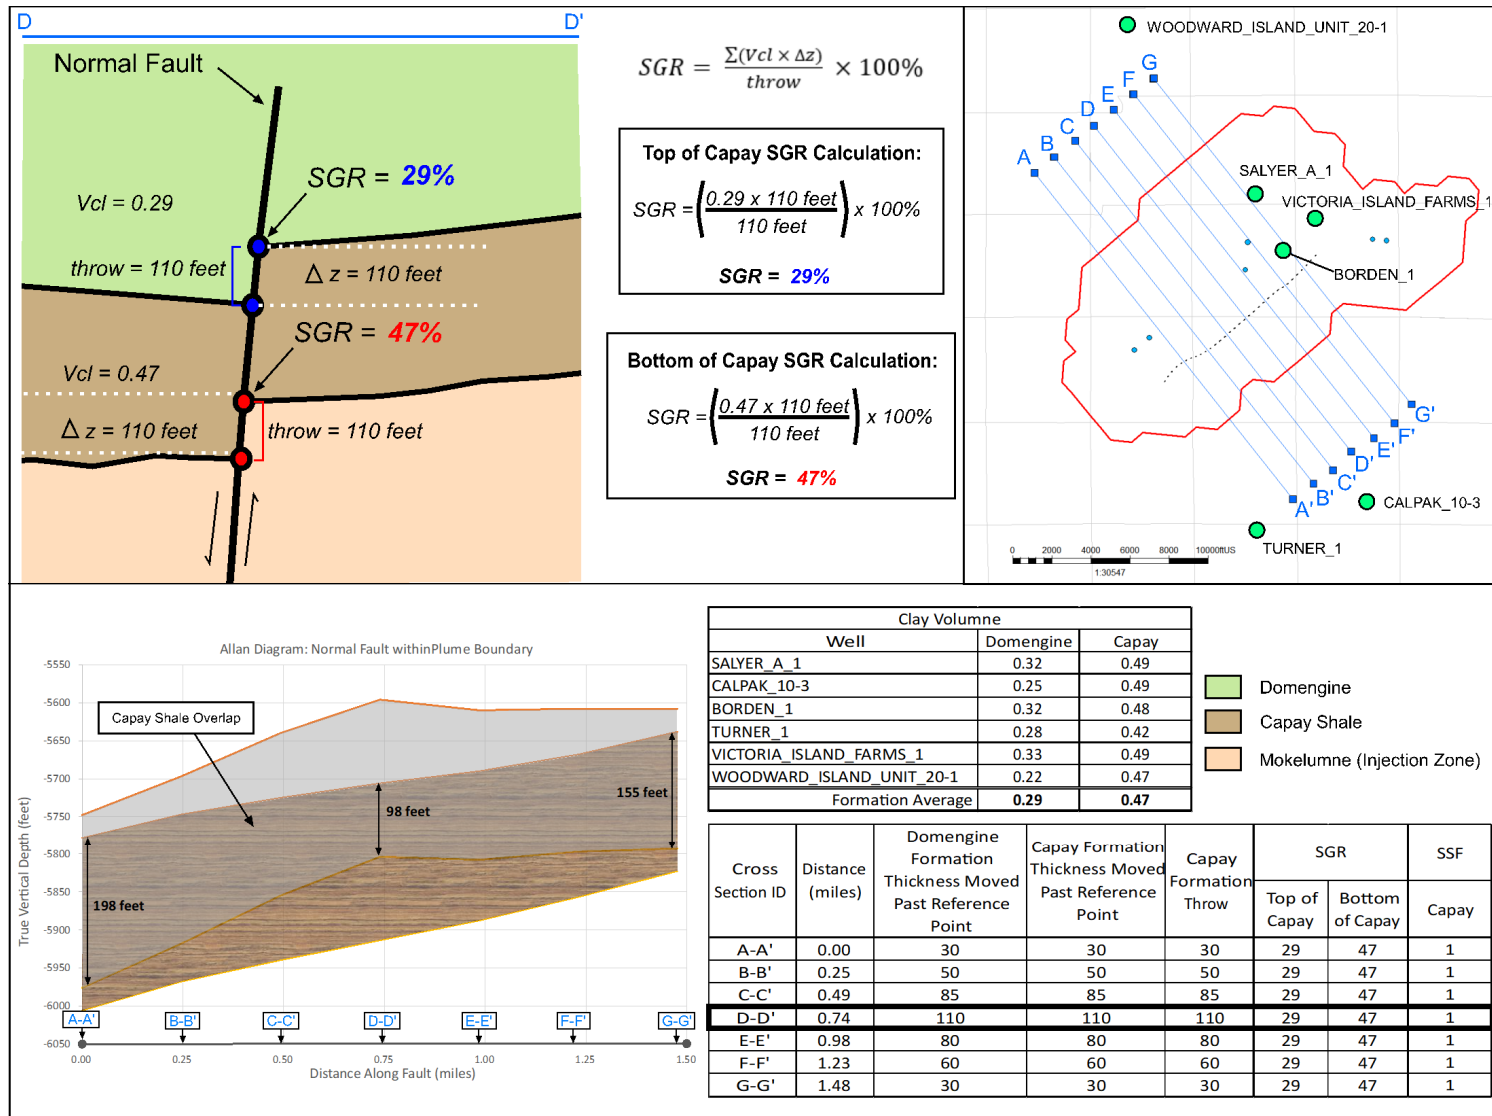 D D'
Normal Fault
SGR = 29%
Vcl = 0.29
throw = 110 feet
Δ z = 110 feet
SGR = 47%
Vcl = 0.47
Δ z = 110 feet
throw = 110 feet
SGR = ∑(Vcl × Δz) / throw × 100%
Top of Capay SGR Calculation:
SGR = (0.29 x 110 feet / 110 feet) x 100%
SGR = 29%
Bottom of Capay SGR Calculation:
SGR = (0.47 x 110 feet / 110 feet) x 100%
SGR = 47%
WOODWARD_ISLAND_UNIT_20-1
G
F
E
D
C
B
A
SALYER_A_1
VICTORIA_ISLAND_FARMS_1
BORDEN_1
G'
F'
E'
D'
C'
B'
A'
CALPAK_10-3
TURNER_1
0 2000 4000 6000 8000 10000ftUS
1:30547
Allan Diagram: Normal Fault withinPlume Boundary
True Vertical Depth (feet)
-5550
-5600
-5650
-5700
-5750
-5800
-5850
-5900
-5950
-6000
-6050
Capay Shale Overlap
198 feet
98 feet
155 feet
A-A' B-B' C-C' D-D' E-E' F-F' G-G'
0.00 0.25 0.50 0.75 1.00 1.25 1.50
Distance Along Fault (miles)
Clay Volumne
Well Domengine Capay
SALYER_A_1 0.32 0.49
CALPAK_10-3 0.25 0.49
BORDEN_1 0.32 0.48
TURNER_1 0.28 0.42
VICTORIA_ISLAND_FARMS_1 0.33 0.49
WOODWARD_ISLAND_UNIT_20-1 0.22 0.47
Formation Average 0.29 0.47
Domengine
Capay Shale
Mokelumne (Injection Zone)
Cross Section ID Distance (miles) Domengine Formation Thickness Moved Past Reference Point Capay Formation Thickness Moved Past Reference Point Capay Formation Throw SGR SSF
Top of Capay Bottom of Capay Capay
A-A' 0.00 30 30 30 29 47 1
B-B' 0.25 50 50 50 29 47 1
C-C' 0.49 85 85 85 29 47 1
D-D' 0.74 110 110 110 29 47 1
E-E' 0.98 80 80 80 29 47 1
F-F' 1.23 60 60 60 29 47 1
G-G' 1.48 30 30 30 29 47 1